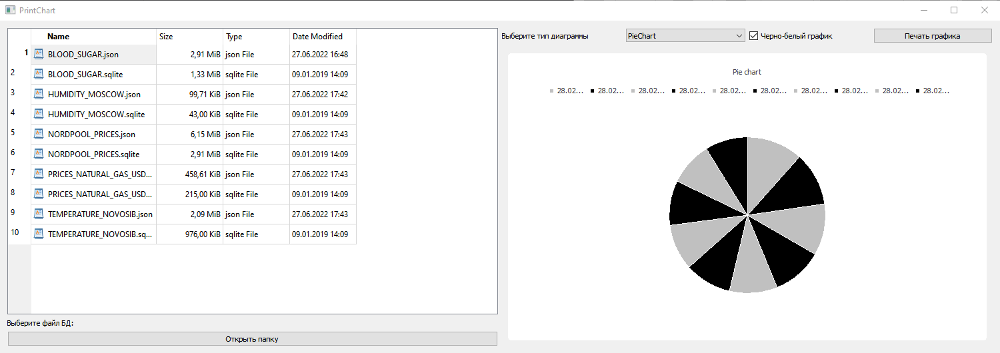 PrintChart
Name Size Type Date Modified
1 BLOOD_SUGAR.json 2,91 MiB json File 27.06.2022 16:48
2 BLOOD_SUGAR.sqlite 1,33 MiB sqlite File 09.01.2019 14:09
3 HUMIDITY_MOSCOW.json 99,71 KiB json File 27.06.2022 17:42
4 HUMIDITY_MOSCOW.sqlite 43,00 KiB sqlite File 09.01.2019 14:09
5 NORDPOOL_PRICES.json 6,15 MiB json File 27.06.2022 17:43
6 NORDPOOL_PRICES.sqlite 2,91 MiB sqlite File 09.01.2019 14:09
7 PRICES_NATURAL_GAS_USD... 458,61 KiB json File 27.06.2022 17:43
8 PRICES_NATURAL_GAS_USD... 215,00 KiB sqlite File 09.01.2019 14:09
9 TEMPERATURE_NOVOSIB.json 2,09 MiB json File 27.06.2022 17:43
10 TEMPERATURE_NOVOSIB.sq... 976,00 KiB sqlite File 09.01.2019 14:09
Выберите файл БД:
Открыть папку
Выберите тип диаграммы PieChart Черно-белый график Печать графика
Pie chart
28.02... 28.02... 28.02... 28.02... 28.02... 28.02... 28.02... 28.02... 28.02... 28.02...